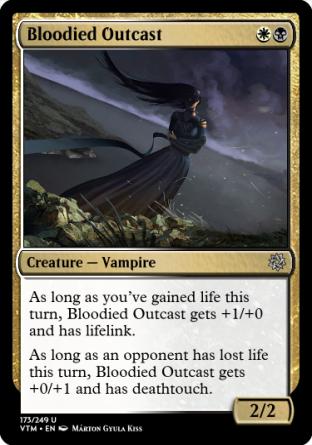 Bloodied Outcast
Creature — Vampire
As long as you’ve gained life this
turn, Bloodied Outcast gets +1/+0
and has lifelink.
As long as an opponent has lost life
this turn, Bloodied Outcast gets
+0/+1 and has deathtouch.
2/2
173/249 U
VTM • EN Márton Gyula Kiss